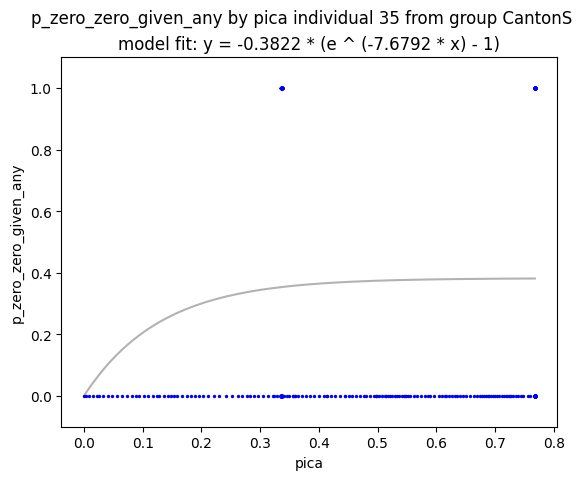 p_zero_zero_given_any by pica individual 35 from group CantonS
model fit: y = -0.3822 * (e ^ (-7.6792 * x) - 1)
1.0
0.8
0.6
0.4
0.2
0.0
p_zero_zero_given_any
0.0 0.1 0.2 0.3 0.4 0.5 0.6 0.7 0.8
pica